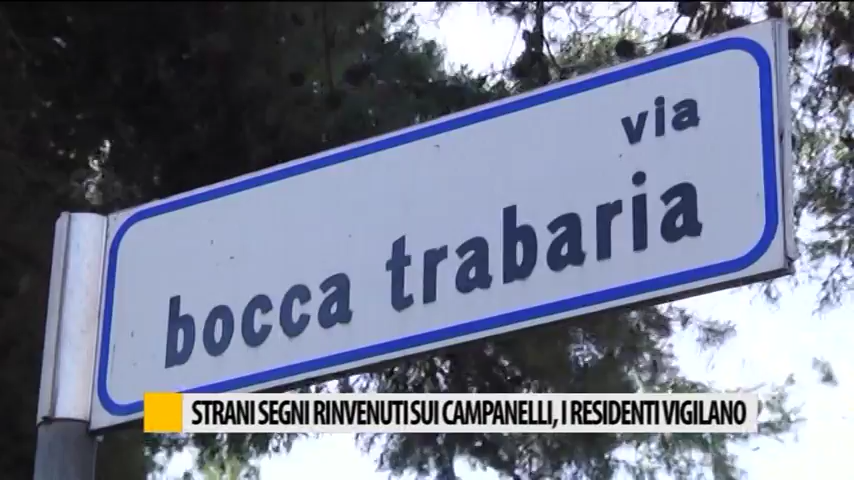 via
bocca trabaria
STRANI SEGNI RINVENUTI SUI CAMPANELLI, I RESIDENTI VIGILANO